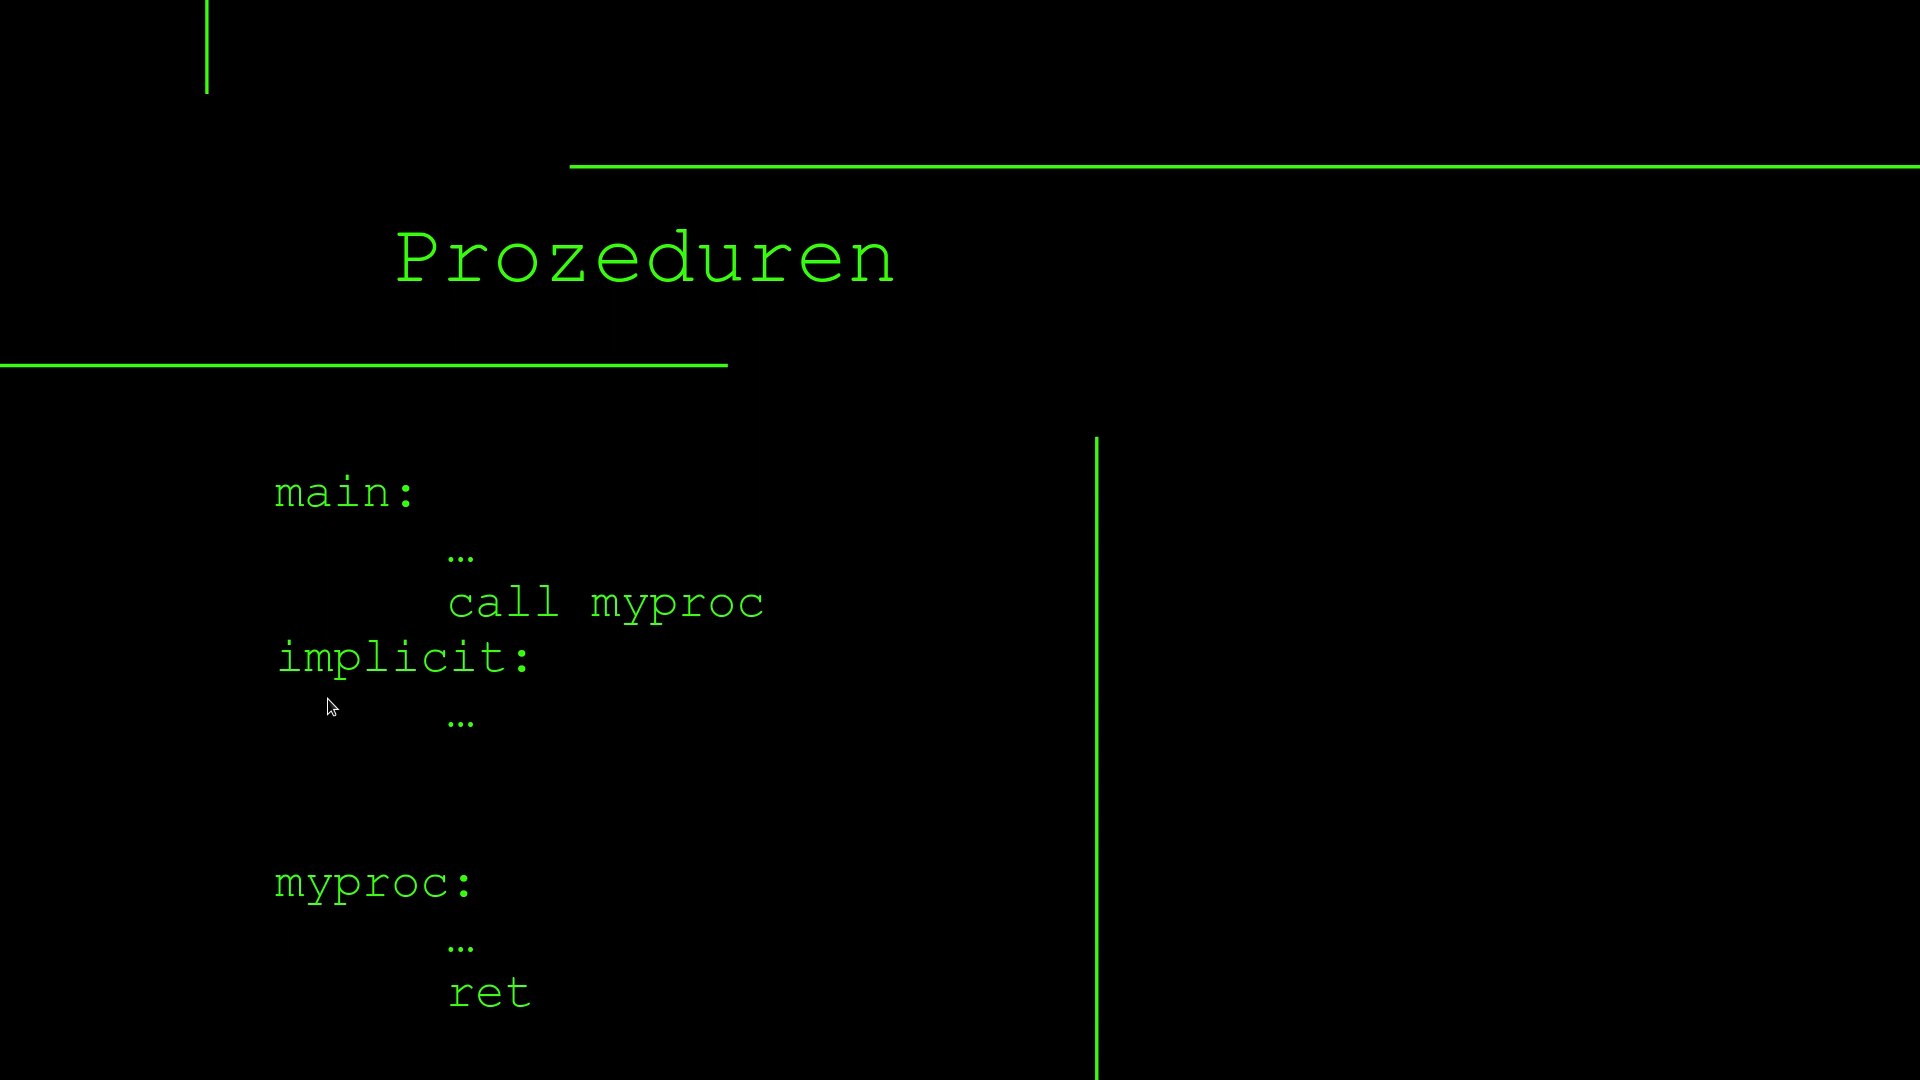 Prozeduren
main:
…
call myproc
implicit:
…
myproc:
…
ret